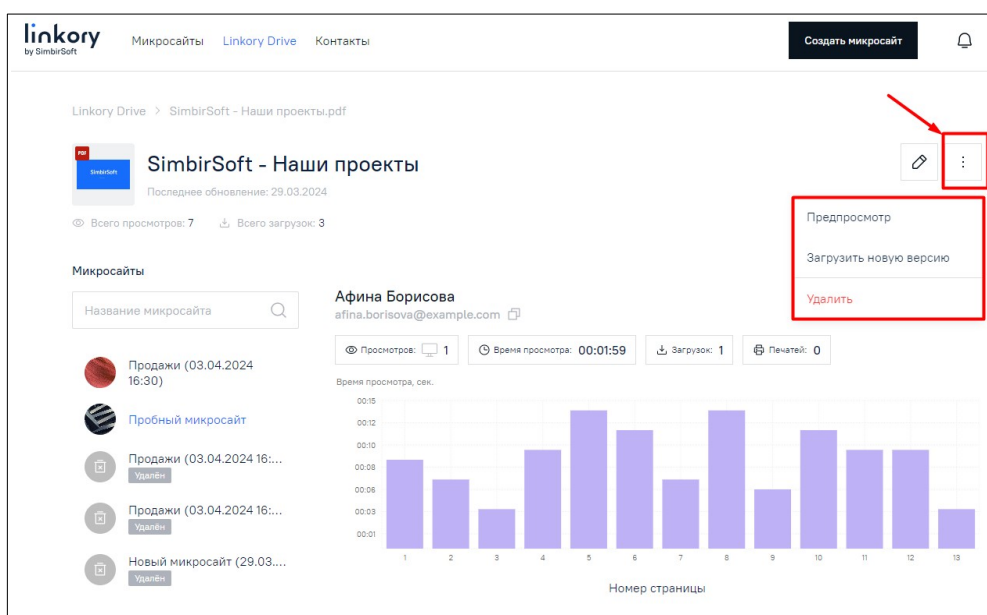 linkory
by SimbirSoft
Микросайты Linkory Drive Контакты
Создать микросайт
Linkory Drive > SimbirSoft - Наши проекты.pdf
PDF
SimbirSoft
SimbirSoft - Наши проекты
Последнее обновление: 29.03.2024
Всего просмотров: 7 Всего загрузок: 3
Предпросмотр
Загрузить новую версию
Удалить
Микросайты
Название микросайта
Продажи (03.04.2024
16:30)
Пробный микросайт
Продажи (03.04.2024 16:...
Удалён
Продажи (03.04.2024 16:...
Удалён
Новый микросайт (29.03....
Удалён
Афина Борисова
afina.borisova@example.com
Просмотров: 1 Время просмотра: 00:01:59 Загрузок: 1 Печатей: 0
Время просмотра, сек.
00:15
00:12
00:10
00:08
00:06
00:03
00:01
1 2 3 4 5 6 7 8 9 10 11 12 13
Номер страницы